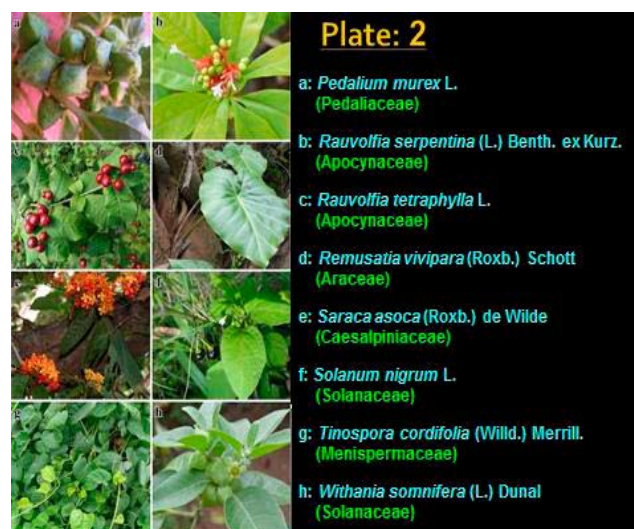 a
b
c
d
e
f
g
h
Plate: 2
a: Pedalium murex L.
(Pedaliaceae)
b: Rauvolfia serpentina (L.) Benth. ex Kurz.
(Apocynaceae)
c: Rauvolfia tetraphylla L.
(Apocynaceae)
d: Remusatia vivipara (Roxb.) Schott
(Araceae)
e: Saraca asoca (Roxb.) de Wilde
(Caesalpiniaceae)
f: Solanum nigrum L.
(Solanaceae)
g: Tinospora cordifolia (Willd.) Merrill.
(Menispermaceae)
h: Withania somnifera (L.) Dunal
(Solanaceae)